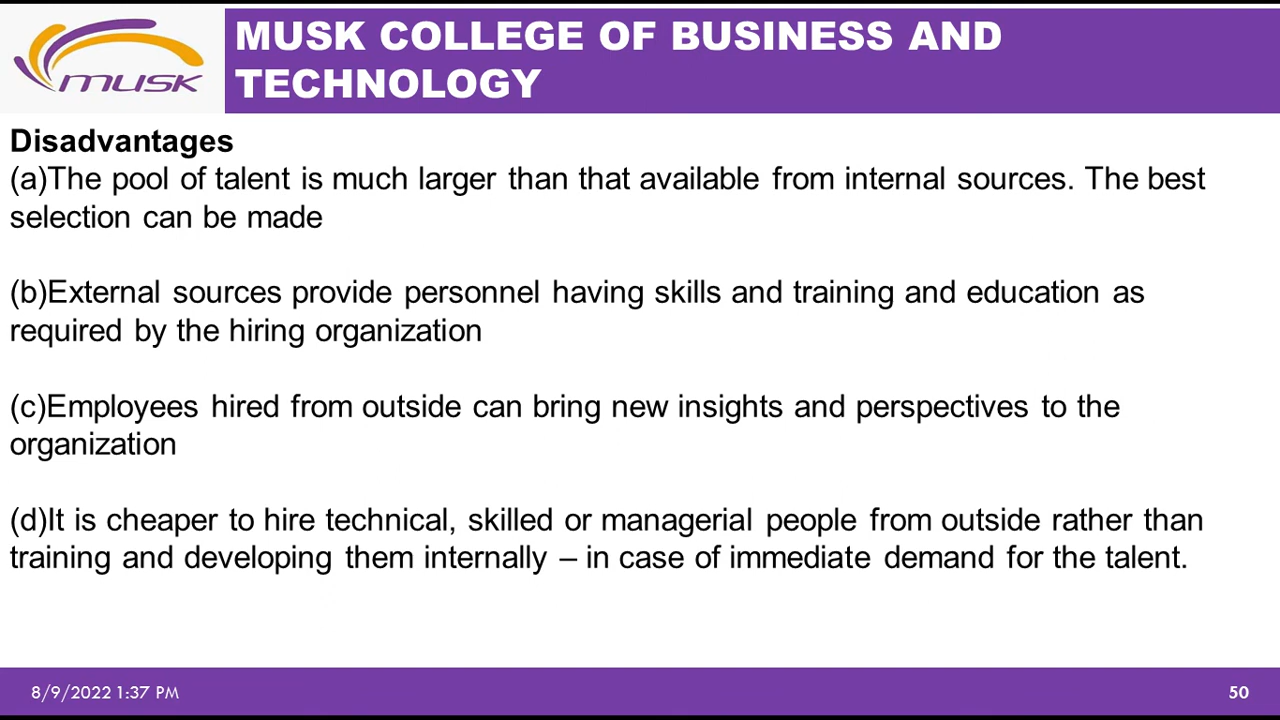 musk
MUSK COLLEGE OF BUSINESS AND
TECHNOLOGY
Disadvantages
(a)The pool of talent is much larger than that available from internal sources. The best
selection can be made
(b)External sources provide personnel having skills and training and education as
required by the hiring organization
(c)Employees hired from outside can bring new insights and perspectives to the
organization
(d)It is cheaper to hire technical, skilled or managerial people from outside rather than
training and developing them internally – in case of immediate demand for the talent.
8/9/2022 1:37 PM
50